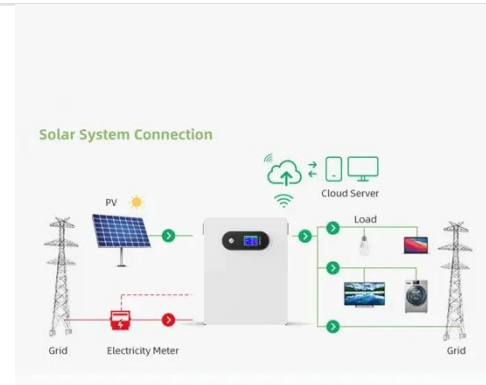 Solar System Connection
Cloud Server
PV
Load
Grid
Electricity Meter
Grid